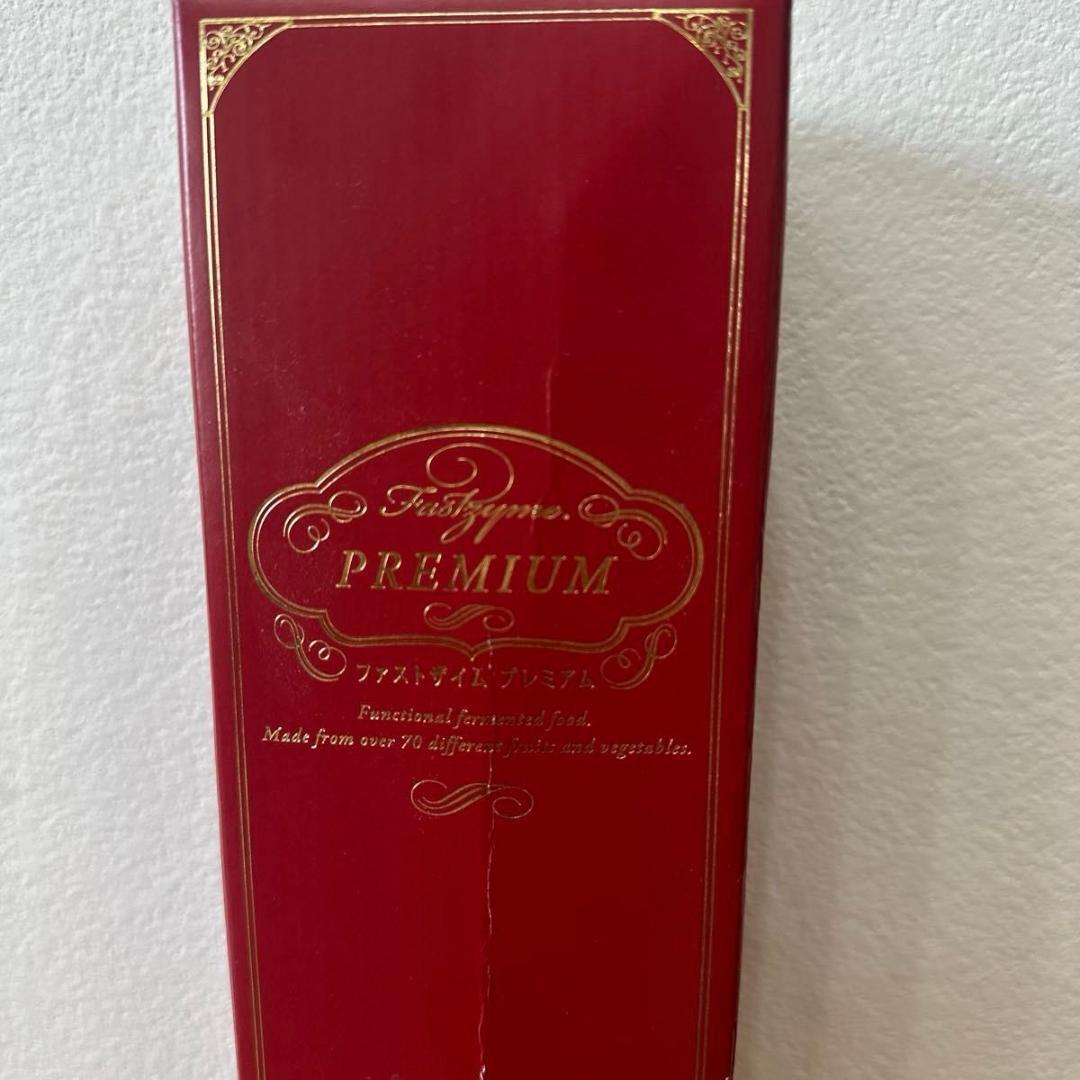 Fastzyme.
PREMIUM
ファストザイム プレミアム
Functional fermented food.
Made from over 70 different fruits and vegetables.